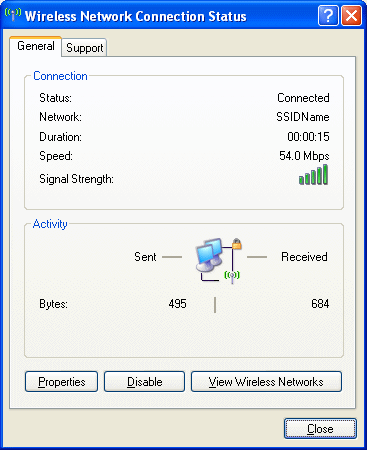 Wireless Network Connection Status
General Support
Connection
Status: Connected
Network: SSIDName
Duration: 00:00:15
Speed: 54.0 Mbps
Signal Strength:
Activity
Sent Received
Bytes: 495 684
Properties Disable View Wireless Networks
Close